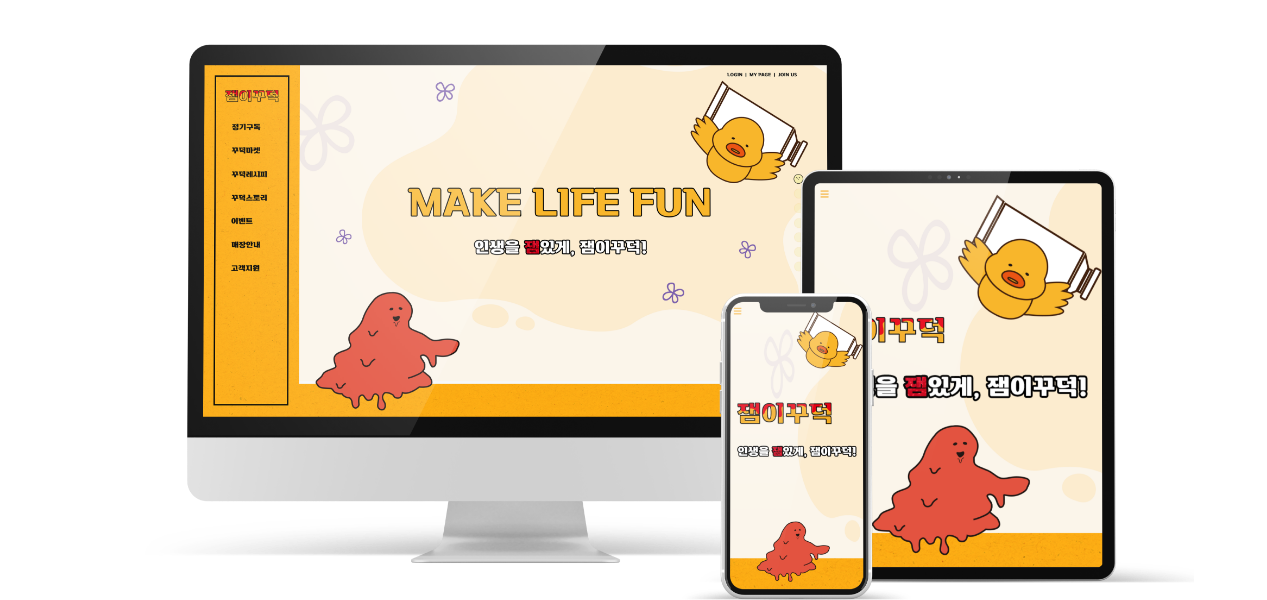 잼이꾸덕
정기구독
꾸덕마켓
꾸덕레시피
꾸덕스토리
이벤트
매장안내
고객지원
LOGIN | MY PAGE | JOIN US
MAKE LIFE FUN
인생을 잼있게, 잼이꾸덕!
이꾸덕
을 잼있게, 잼이꾸덕!
잼이꾸덕
인생을 잼있게, 잼이꾸덕!